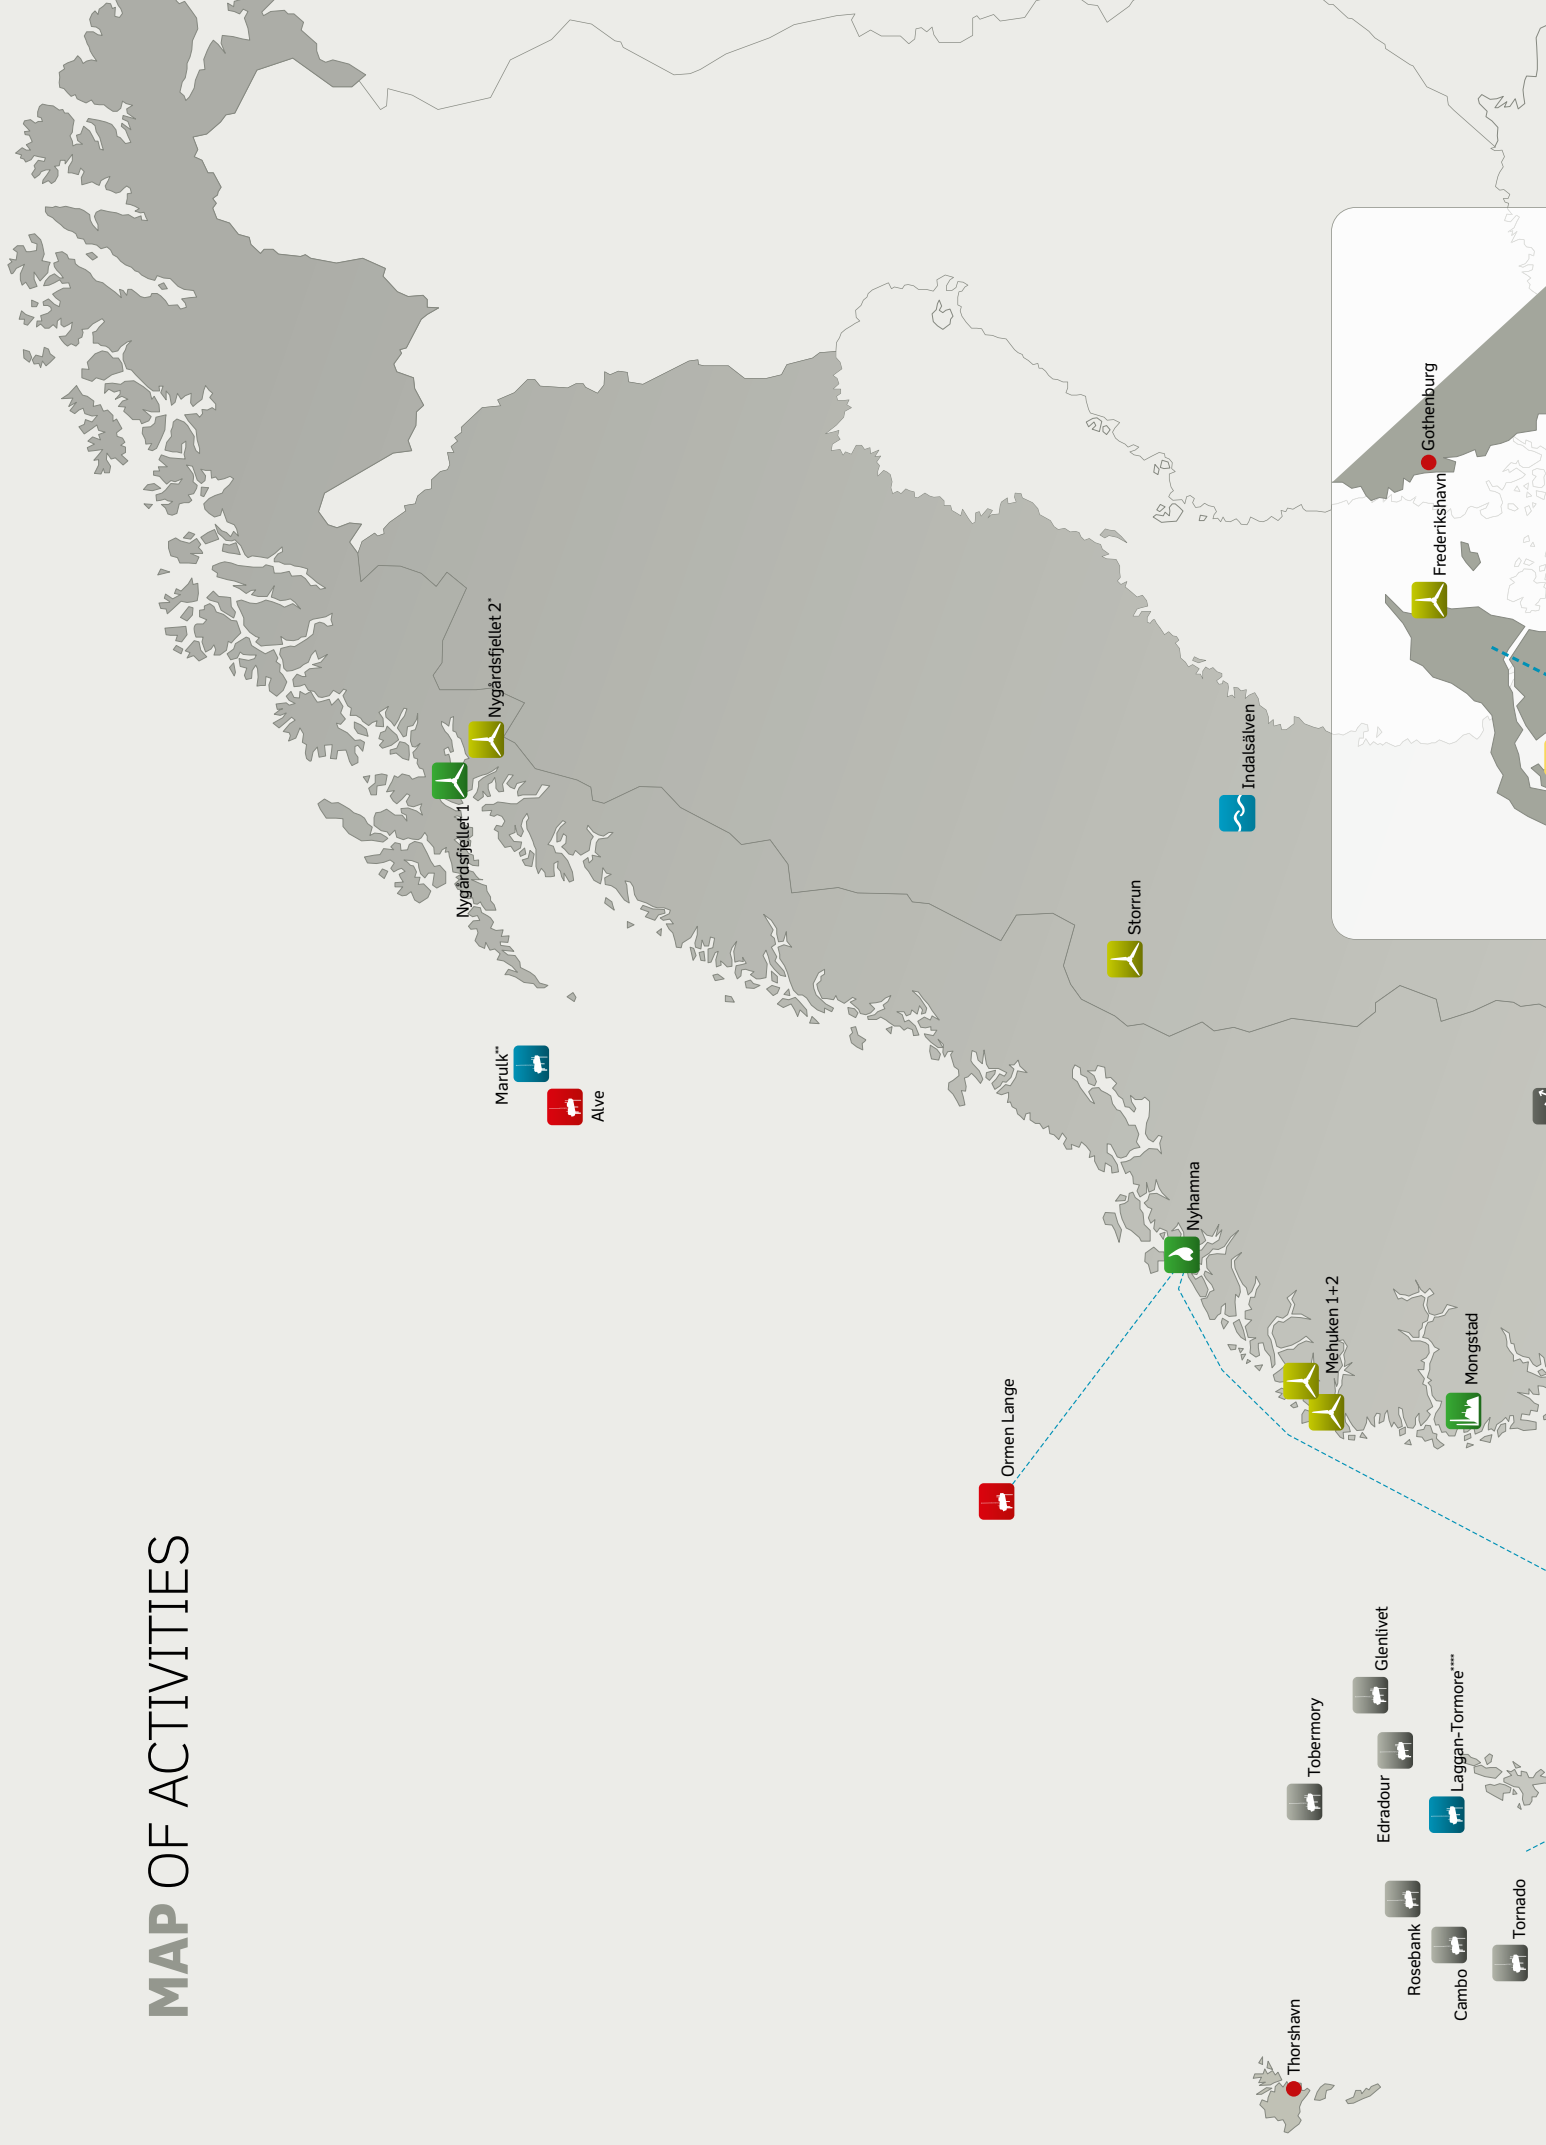 MAP OF ACTIVITIES
Nygårdsfjellet 1
Nygårdsfjellet 2*
Marulk**
Alve
Ormen Lange
Storrun
Nyhamna
Indalsälven
Thorshavn
Tobermory
Mehuken 1+2
Glenlivet
Edradour
Rosebank
Gothenburg
Frederikshavn
Laggan-Tormore****
Cambo
Mongstad
Tornado